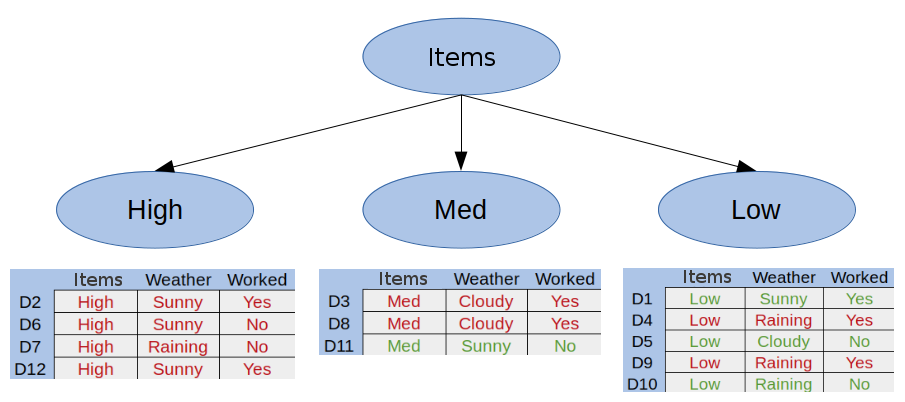 Items
High
Med
Low
Items Weather Worked
D2 High Sunny Yes
D6 High Sunny No
D7 High Raining No
D12 High Sunny Yes
Items Weather Worked
D3 Med Cloudy Yes
D8 Med Cloudy Yes
D11 Med Sunny No
Items Weather Worked
D1 Low Sunny Yes
D4 Low Raining Yes
D5 Low Cloudy No
D9 Low Raining Yes
D10 Low Raining No